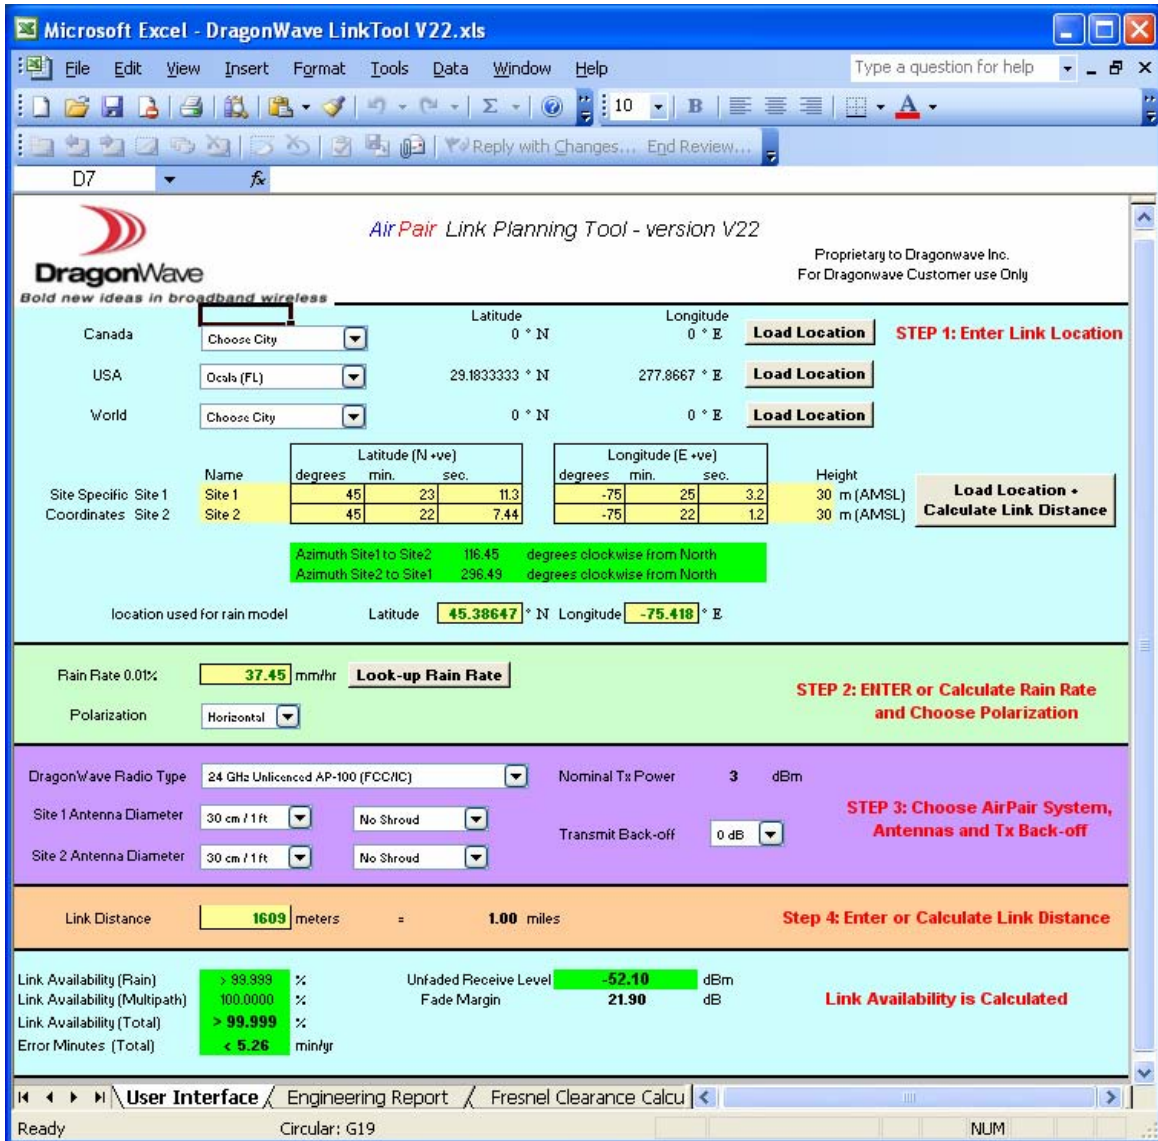 Microsoft Excel - DragonWave LinkTool V22.xls
File Edit View Insert Format Tools Data Window Help Type a question for help
10 B A
Reply with Changes... End Review...
D7 fx
AirPair Link Planning Tool - version V22
Proprietary to Dragonwave Inc.
For Dragonwave Customer use Only
DragonWave
Bold new ideas in broadband wireless
Latitude Longitude
Canada Choose City 0 ° N 0 ° E Load Location STEP 1: Enter Link Location
USA Ocala (FL) 29.1833333 ° N 277.8667 ° E Load Location
World Choose City 0 ° N 0 ° E Load Location
Latitude (N +ve) Longitude (E +ve)
Name degrees min. sec. degrees min. sec. Height
Site Specific Site 1 Site 1 45 23 11.3 -75 25 3.2 30 m (AMSL)
Coordinates Site 2 Site 2 45 22 7.44 -75 22 1.2 30 m (AMSL)
Load Location +
Calculate Link Distance
Azimuth Site1 to Site2 116.45 degrees clockwise from North
Azimuth Site2 to Site1 296.49 degrees clockwise from North
location used for rain model Latitude 45.38647 ° N Longitude -75.418 ° E
Rain Rate 0.01% 37.45 mm/hr Look-up Rain Rate
STEP 2: ENTER or Calculate Rain Rate
and Choose Polarization
Polarization Horizontal
DragonWave Radio Type 24 GHz Unlicenced AP-100 (FCC/IC) Nominal Tx Power 3 dBm
Site 1 Antenna Diameter 30 cm / 1 ft No Shroud
STEP 3: Choose AirPair System,
Antennas and Tx Back-off
Transmit Back-off 0 dB
Site 2 Antenna Diameter 30 cm / 1 ft No Shroud
Link Distance 1609 meters = 1.00 miles Step 4: Enter or Calculate Link Distance
Link Availability (Rain) > 99.999 % Unfaded Receive Level -52.10 dBm
Link Availability (Multipath) 100.0000 % Fade Margin 21.90 dB Link Availability is Calculated
Link Availability (Total) > 99.999 %
Error Minutes (Total) < 5.26 min/yr
User Interface Engineering Report Fresnel Clearance Calcu
Ready Circular: G19 NUM